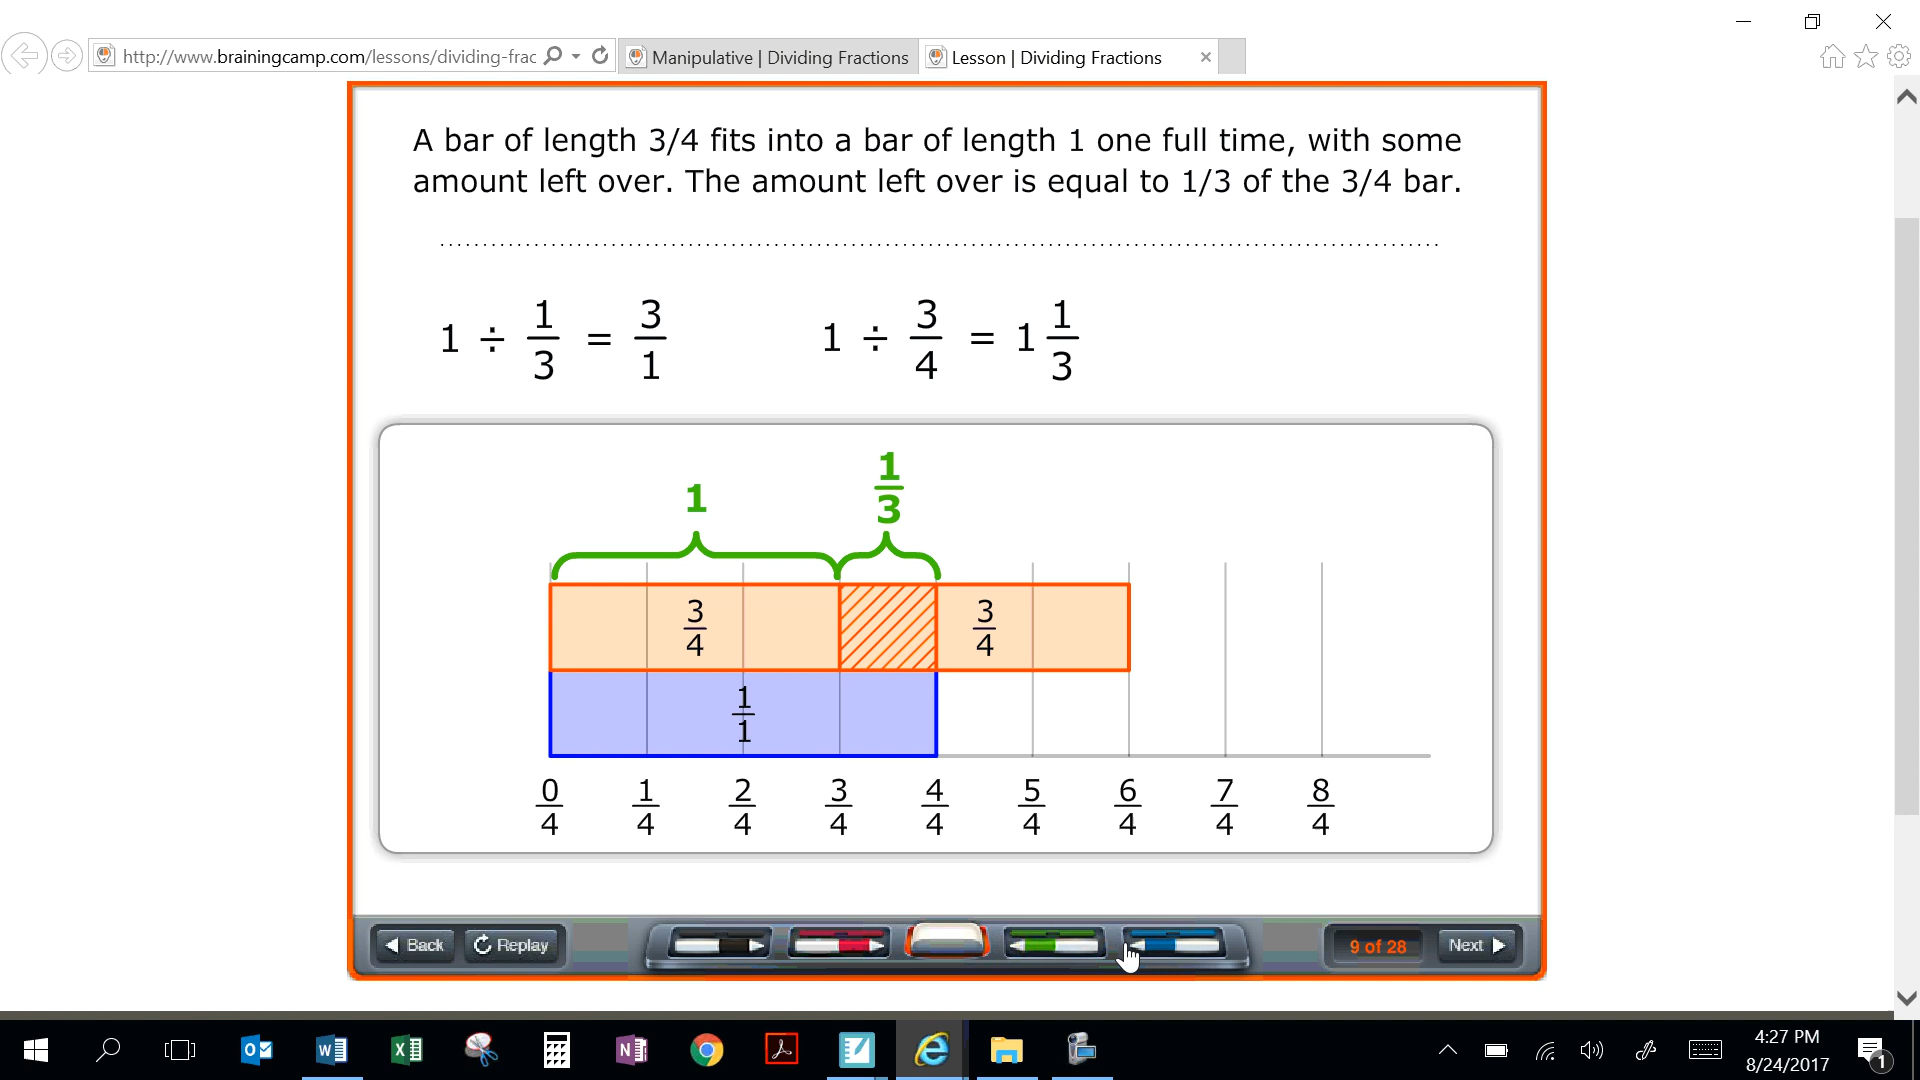 http://www.brainingcamp.com/lessons/dividing-frac
Manipulative | Dividing Fractions
Lesson | Dividing Fractions
A bar of length 3/4 fits into a bar of length 1 one full time, with some
amount left over. The amount left over is equal to 1/3 of the 3/4 bar.
1 ÷ 1/3 = 3/1
1 ÷ 3/4 = 1 1/3
1
1/3
3/4
3/4
1/1
0/4 1/4 2/4 3/4 4/4 5/4 6/4 7/4 8/4
Back
Replay
9 of 28
Next
4:27 PM
8/24/2017
1